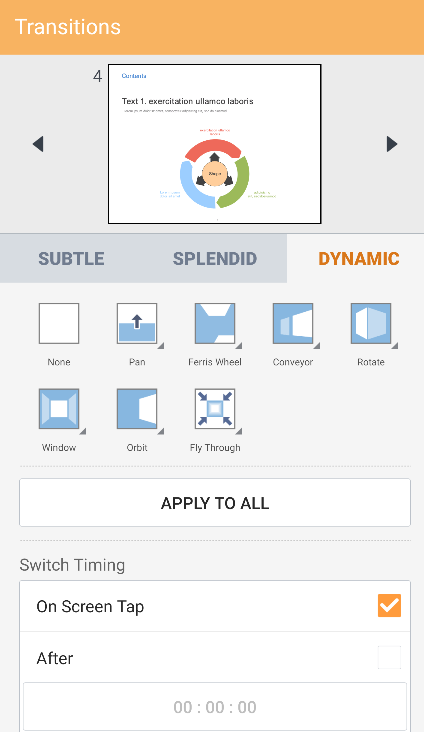 Transitions
4
Contents
Text 1. exercitation ullamco laboris
Shape
SUBTLE
SPLENDID
DYNAMIC
None
Pan
Ferris Wheel
Conveyor
Rotate
Window
Orbit
Fly Through
APPLY TO ALL
Switch Timing
On Screen Tap
After
00 : 00 : 00